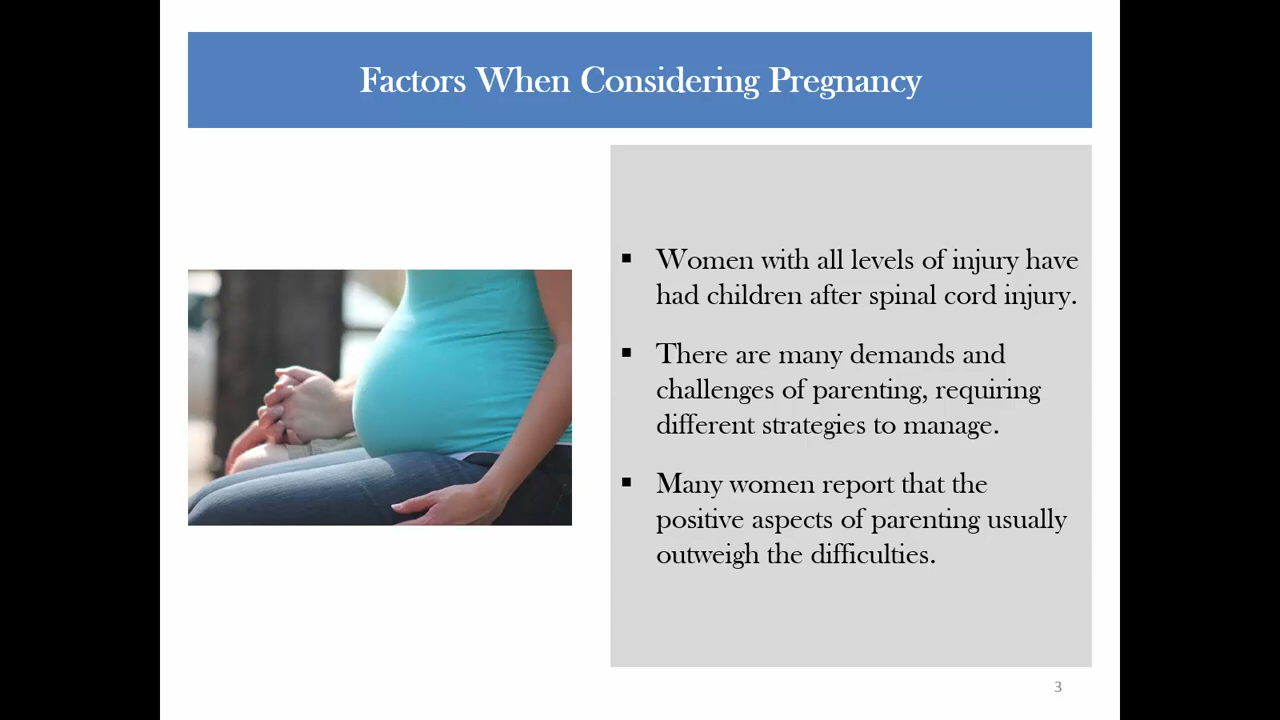 Factors When Considering Pregnancy
▪ Women with all levels of injury have
had children after spinal cord injury.
▪ There are many demands and
challenges of parenting, requiring
different strategies to manage.
▪ Many women report that the
positive aspects of parenting usually
outweigh the difficulties.
3